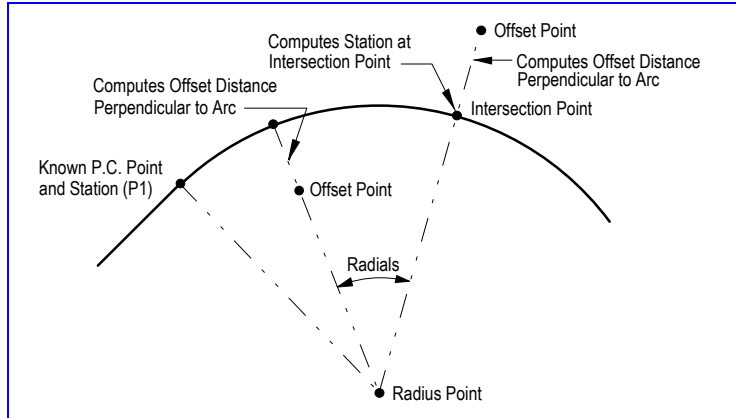 Offset Point
Computes Station at
Intersection Point
Computes Offset Distance
Perpendicular to Arc
Computes Offset Distance
Perpendicular to Arc
Intersection Point
Known P.C. Point
and Station (P1)
Offset Point
Radials
Radius Point